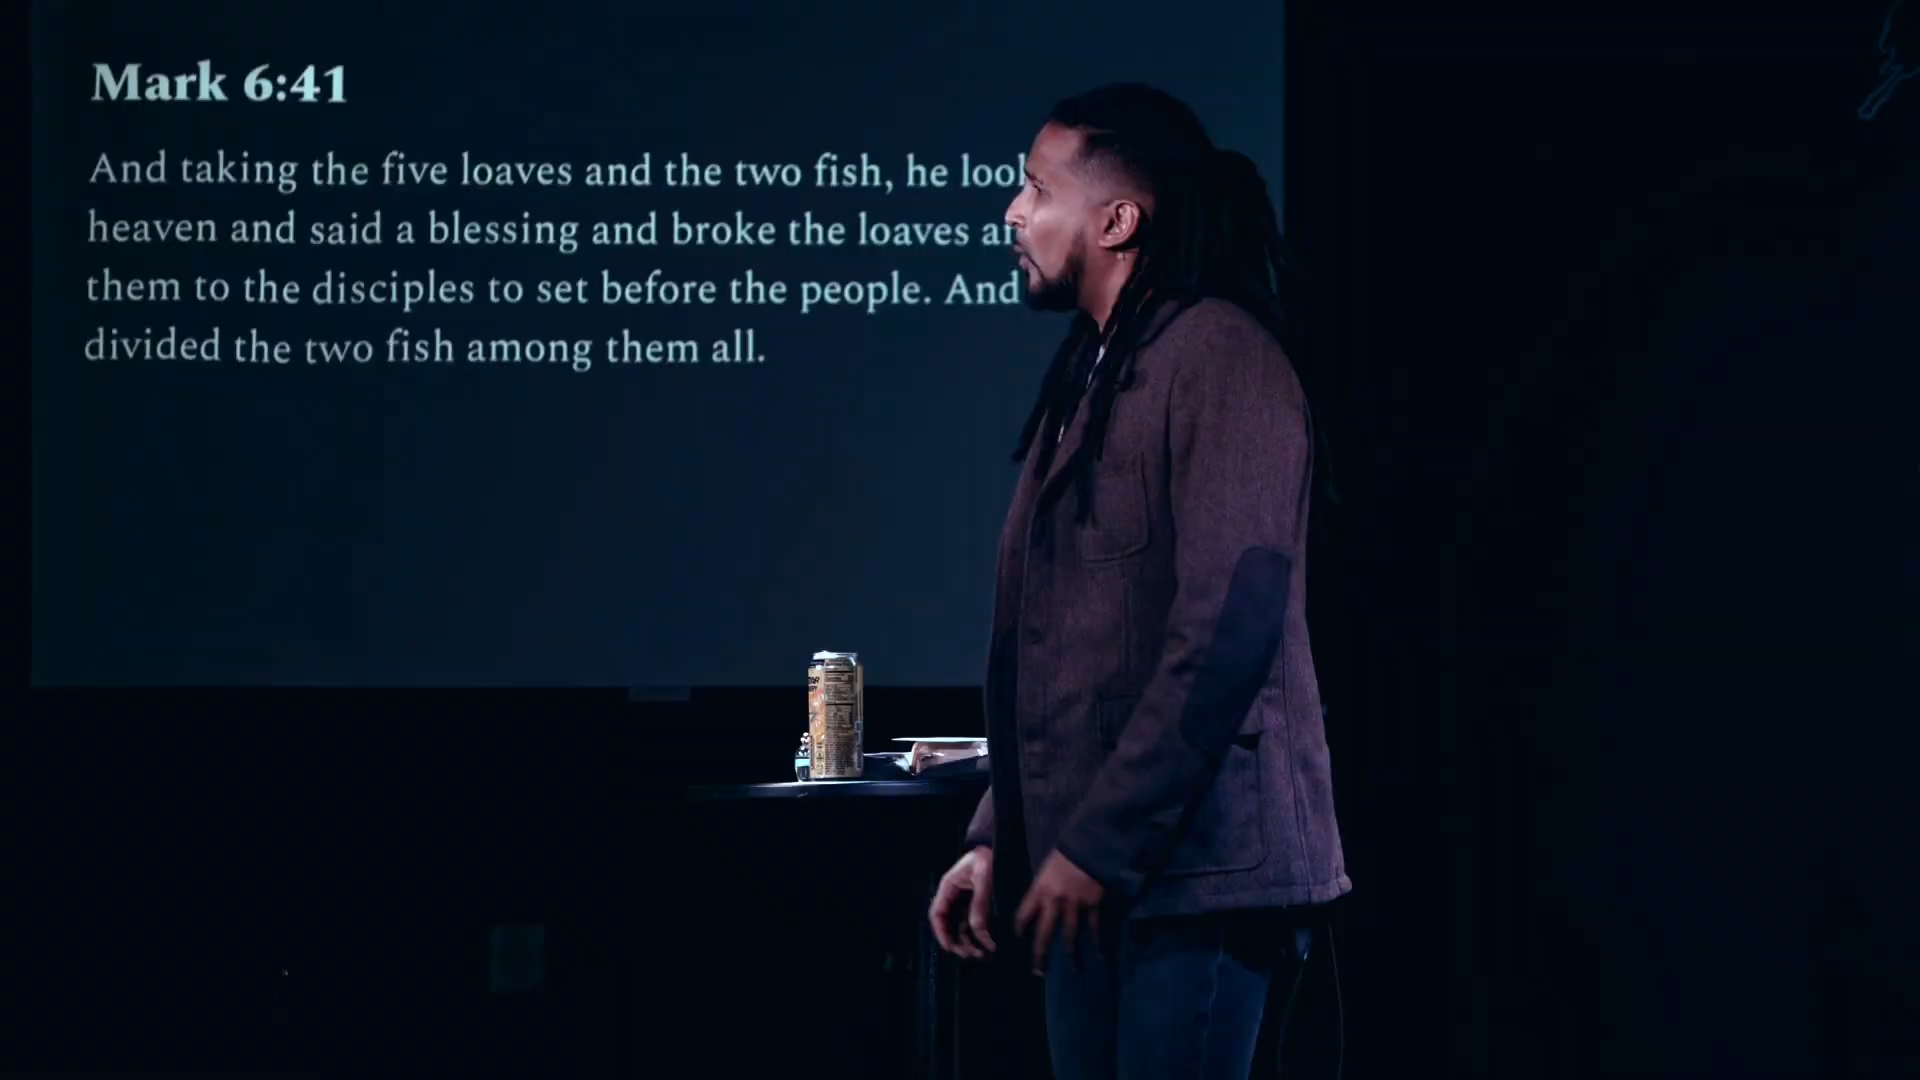 Mark 6:41
And taking the five loaves and the two fish, he
heaven and said a blessing and broke the loaves
them to the disciples to set before the people. And
divided the two fish among them all.